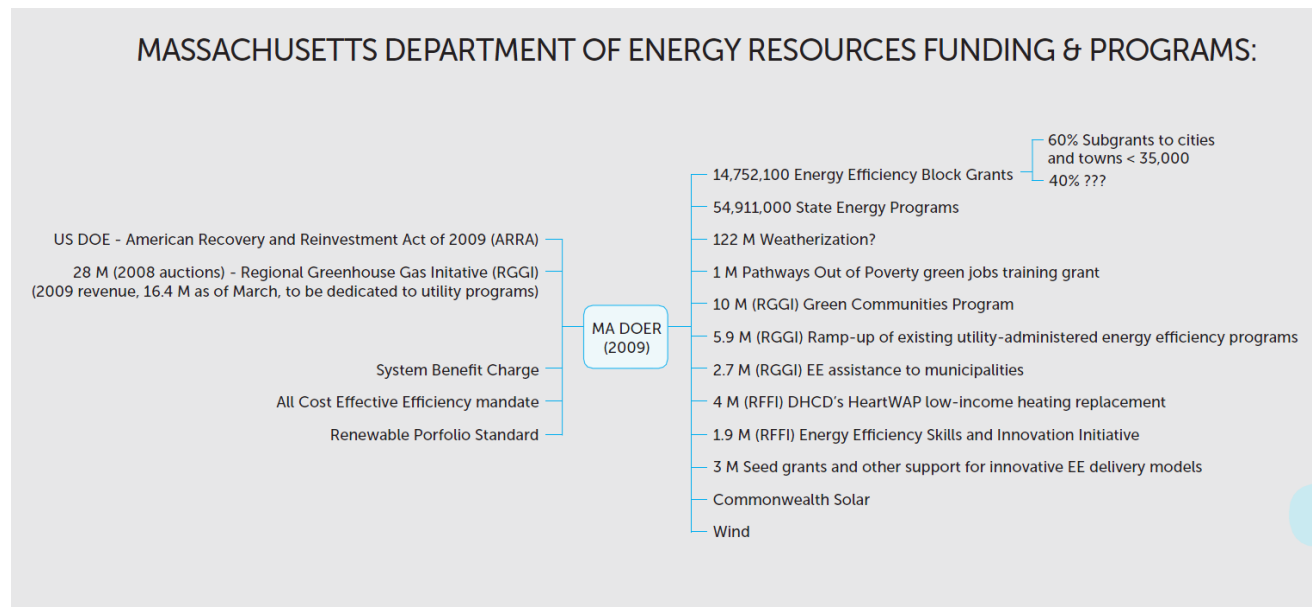 MASSACHUSETTS DEPARTMENT OF ENERGY RESOURCES FUNDING & PROGRAMS:
US DOE - American Recovery and Reinvestment Act of 2009 (ARRA)
28 M (2008 auctions) - Regional Greenhouse Gas Initative (RGGI)
(2009 revenue, 16.4 M as of March, to be dedicated to utility programs)
System Benefit Charge
All Cost Effective Efficiency mandate
Renewable Porfolio Standard
MA DOER
(2009)
14,752,100 Energy Efficiency Block Grants
60% Subgrants to cities
and towns < 35,000
40% ???
54,911,000 State Energy Programs
122 M Weatherization?
1 M Pathways Out of Poverty green jobs training grant
10 M (RGGI) Green Communities Program
5.9 M (RGGI) Ramp-up of existing utility-administered energy efficiency programs
2.7 M (RGGI) EE assistance to municipalities
4 M (RFFI) DHCD's HeartWAP low-income heating replacement
1.9 M (RFFI) Energy Efficiency Skills and Innovation Initiative
3 M Seed grants and other support for innovative EE delivery models
Commonwealth Solar
Wind